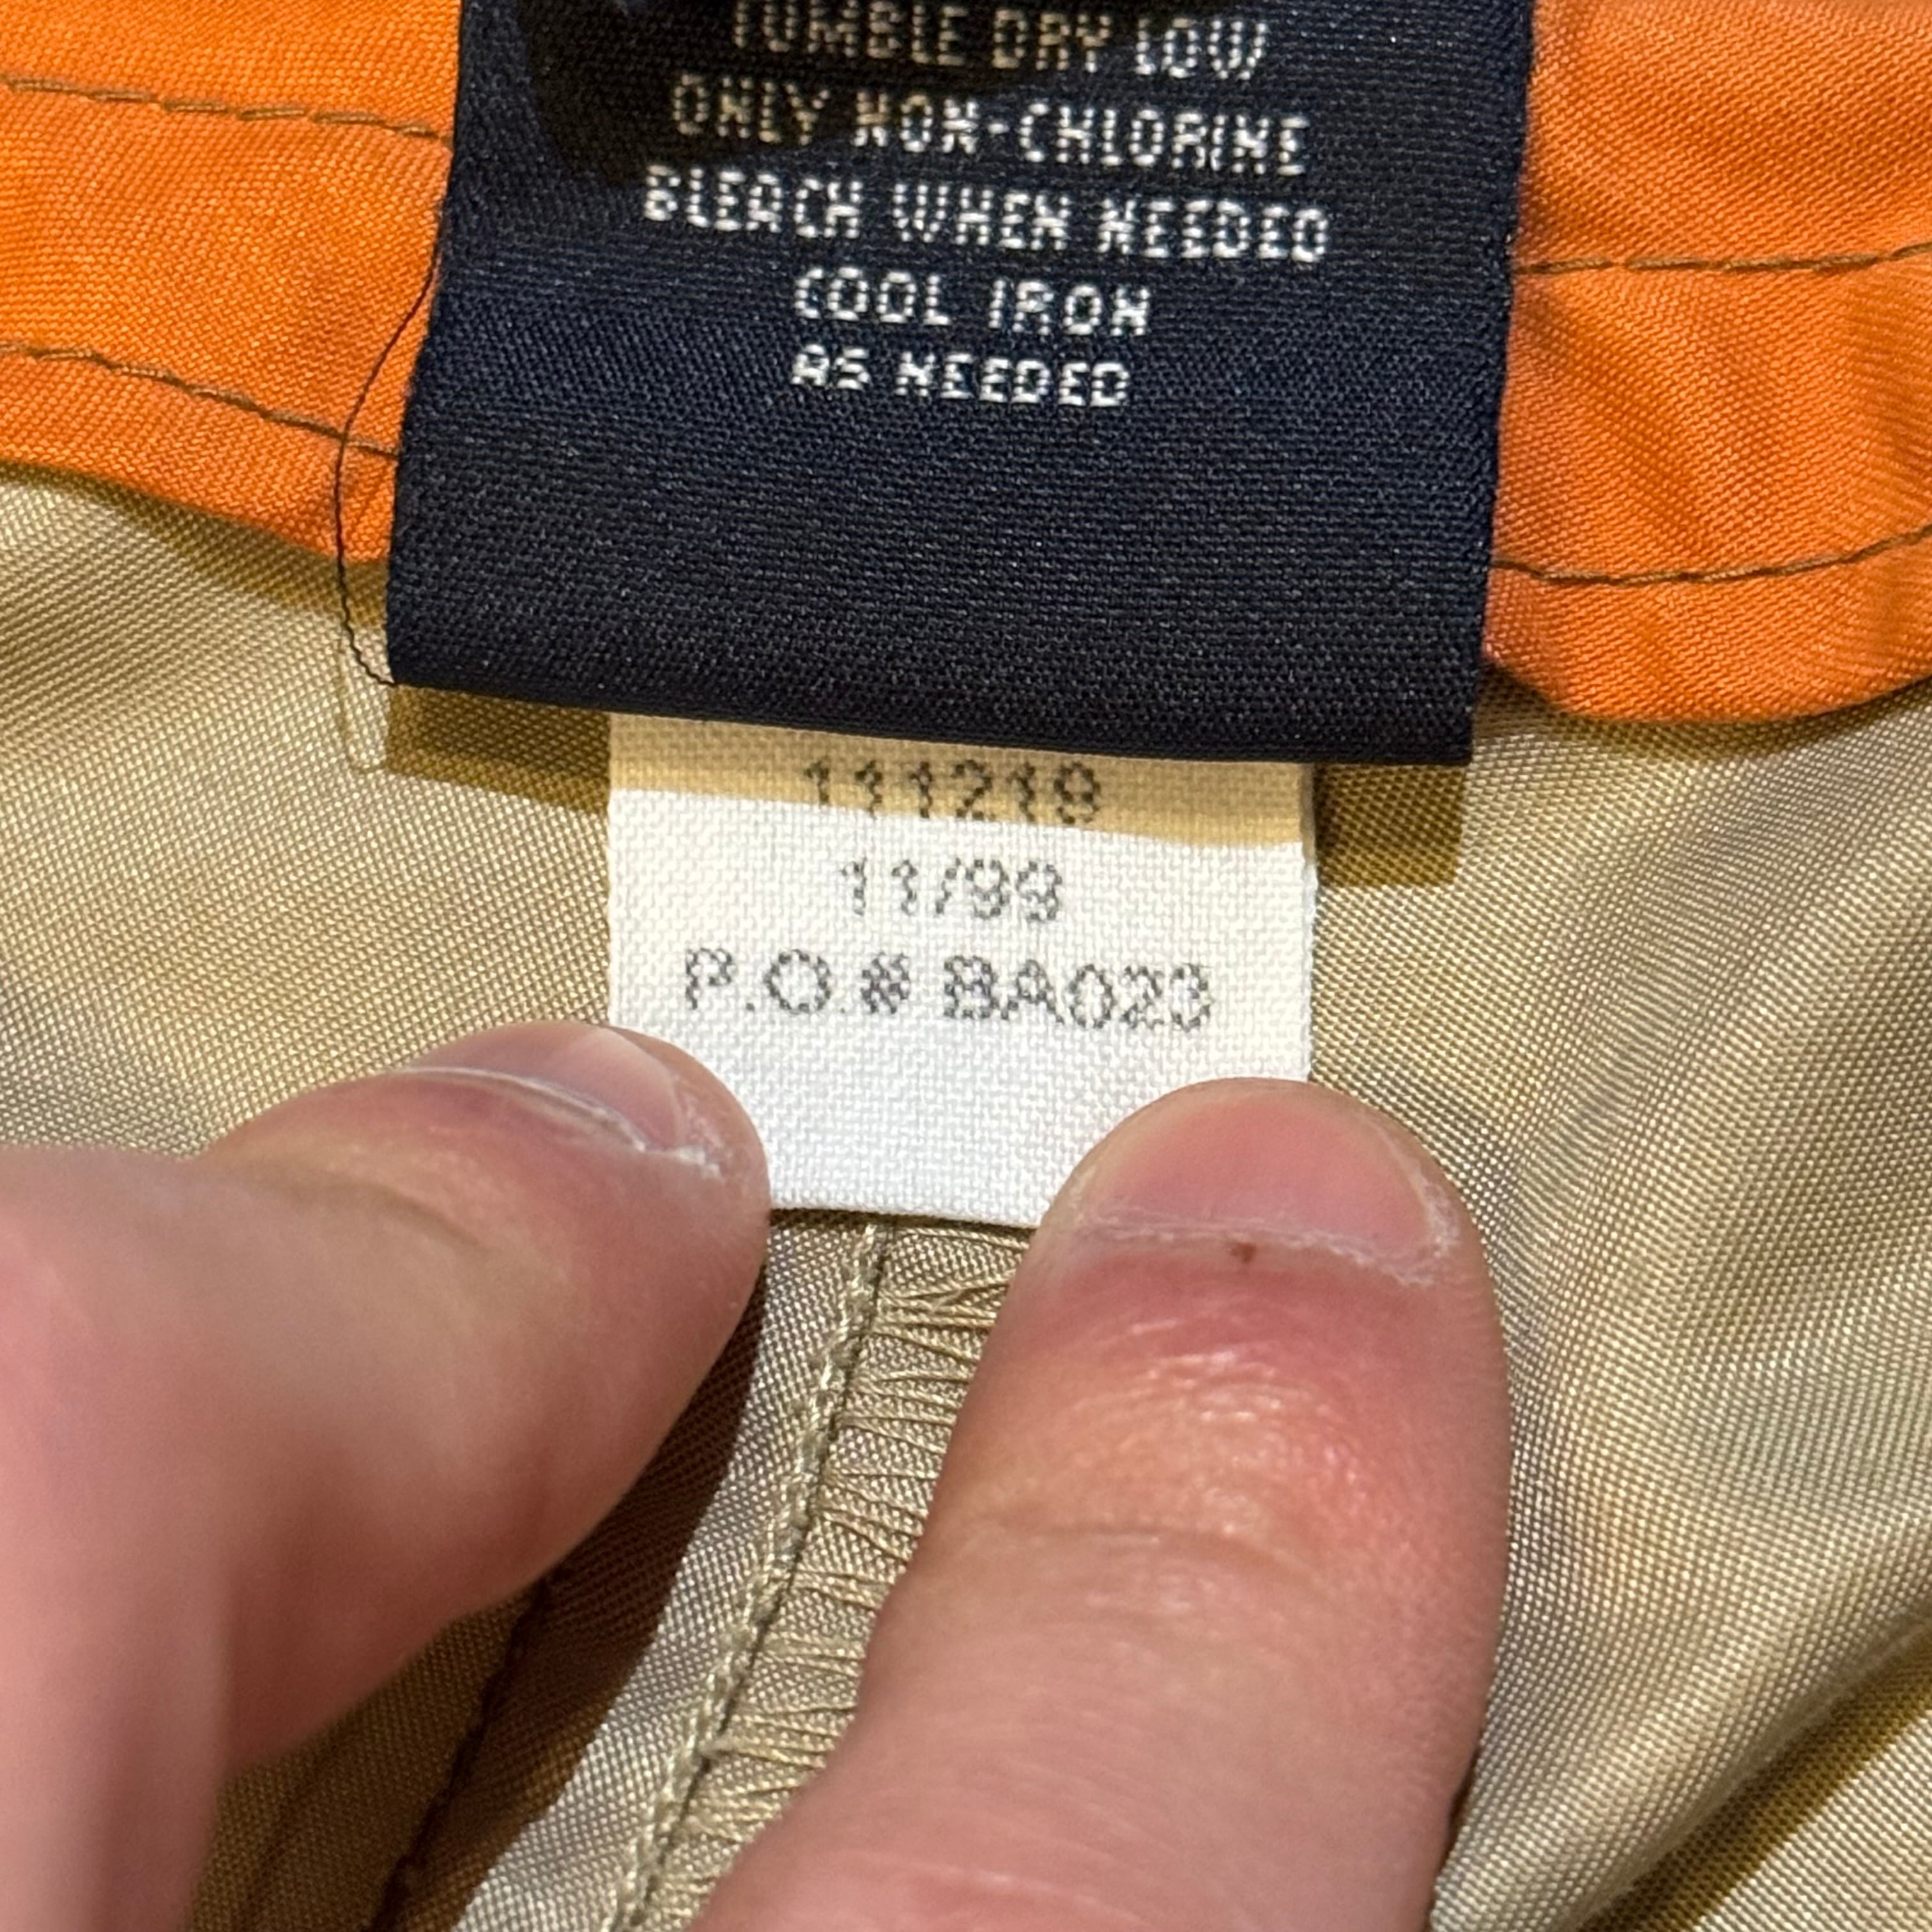 TUMBLE DRY LOW
ONLY NON-CHLORINE
BLEACH WHEN NEEDED
COOL IRON
AS NEEDED
111219
11/99
P.O.# BA023